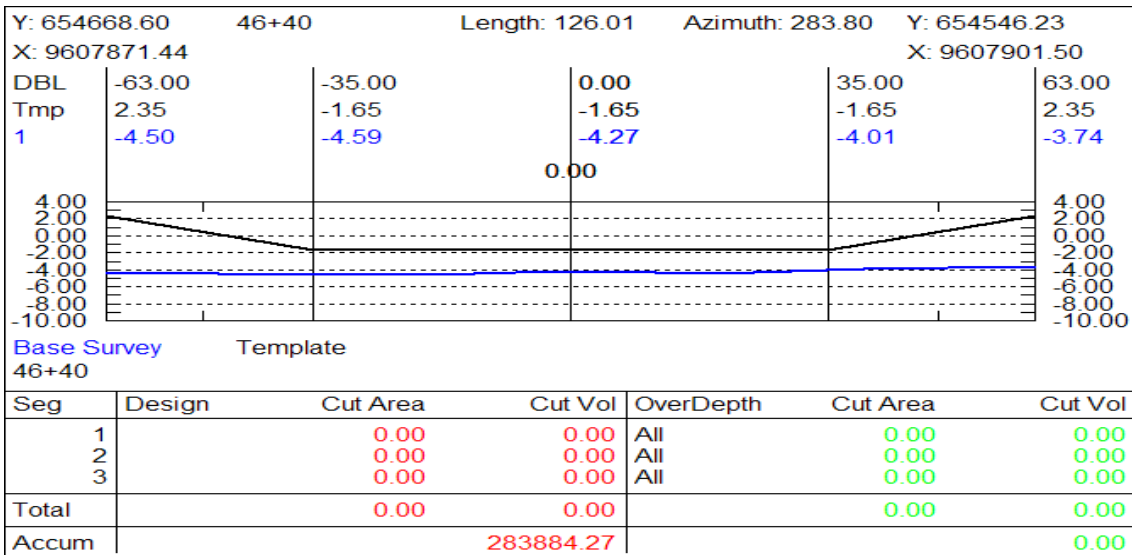 Y: 654668.60 46+40 Length: 126.01 Azimuth: 283.80 Y: 654546.23
X: 9607871.44 X: 9607901.50
DBL -63.00 -35.00 0.00 35.00 63.00
Tmp 2.35 -1.65 -1.65 -1.65 2.35
1 -4.50 -4.59 -4.27 -4.01 -3.74
0.00
4.00 4.00
2.00 2.00
0.00 0.00
-2.00 -2.00
-4.00 -4.00
-6.00 -6.00
-8.00 -8.00
-10.00 -10.00
Base Survey Template
46+40
Seg Design Cut Area Cut Vol OverDepth Cut Area Cut Vol
1 0.00 0.00 All 0.00 0.00
2 0.00 0.00 All 0.00 0.00
3 0.00 0.00 All 0.00 0.00
Total 0.00 0.00 0.00 0.00
Accum 283884.27 0.00